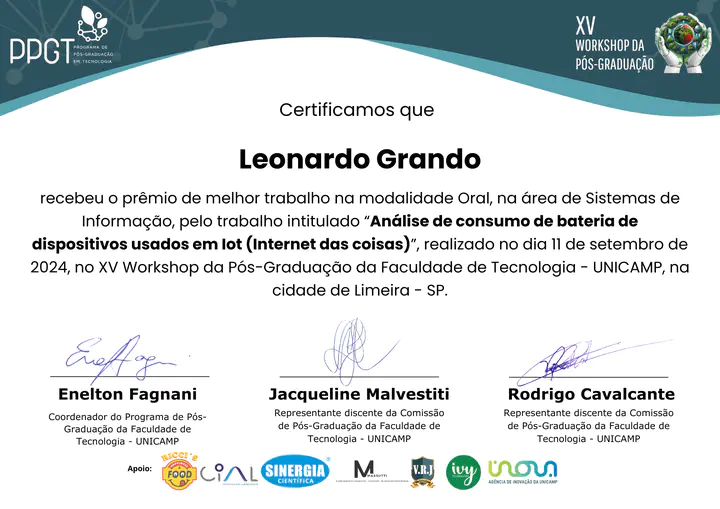 PPGT
PROGRAMA DE
PÓS-GRADUAÇÃO
EM TECNOLOGIA
XV
WORKSHOP DA
PÓS-GRADUAÇÃO
Certificamos que
Leonardo Grando
recebeu o prêmio de melhor trabalho na modalidade Oral, na área de Sistemas de
Informação, pelo trabalho intitulado “Análise de consumo de bateria de
dispositivos usados em Iot (Internet das coisas)”, realizado no dia 11 de setembro de
2024, no XV Workshop da Pós-Graduação da Faculdade de Tecnologia - UNICAMP, na
cidade de Limeira - SP.
Enelton Fagnani
Coordenador do Programa de Pós-
Graduação da Faculdade de
Tecnologia - UNICAMP
Jacqueline Malvestiti
Representante discente da Comissão
de Pós-Graduação da Faculdade de
Tecnologia - UNICAMP
Rodrigo Cavalcante
Representante discente da Comissão
de Pós-Graduação da Faculdade de
Tecnologia - UNICAMP
Apoio:
RICCI'S
FOOD
CIAL
SINERGIA
CIENTÍFICA
M
V.R.J
ivy
inova
AGÊNCIA DE INOVAÇÃO DA UNICAMP